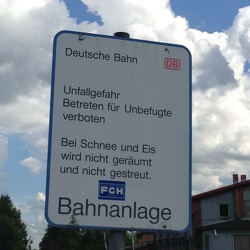 Deutsche Bahn
DB
Unfallgefahr
Betreten für Unbefugte
verboten
Bei Schnee und Eis
wird nicht geräumt
und nicht gestreut.
FCH
Bahnanlage